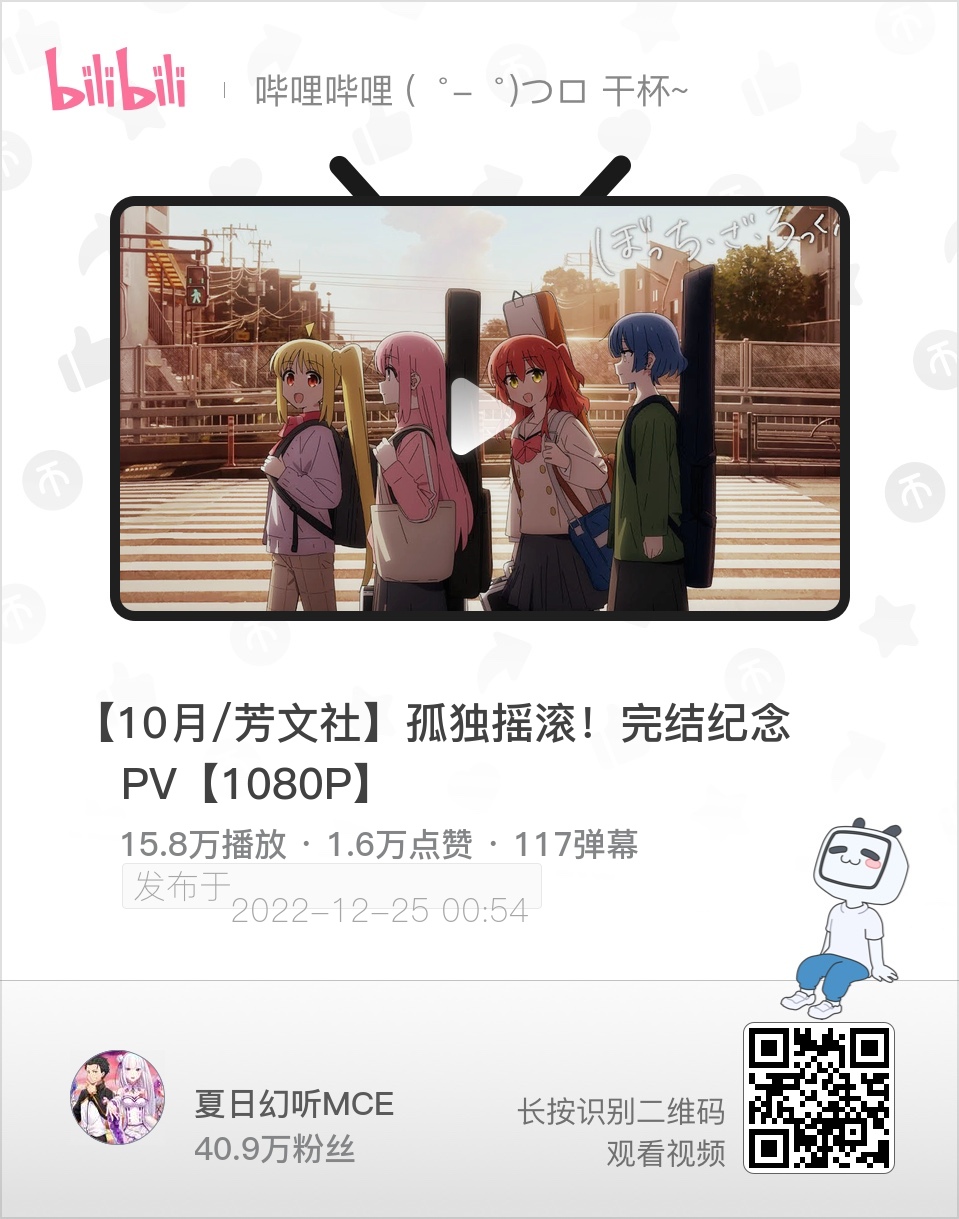 bilibili
哔哩哔哩 ( ゜- ゜)つロ 干杯~
ぼっち・ざ・ろっく
【10月/芳文社】孤独摇滚！完结纪念
PV【1080P】
15.8万播放 · 1.6万点赞 · 117弹幕
发布于
2022-12-25 00:54
夏日幻听MCE
40.9万粉丝
长按识别二维码
观看视频